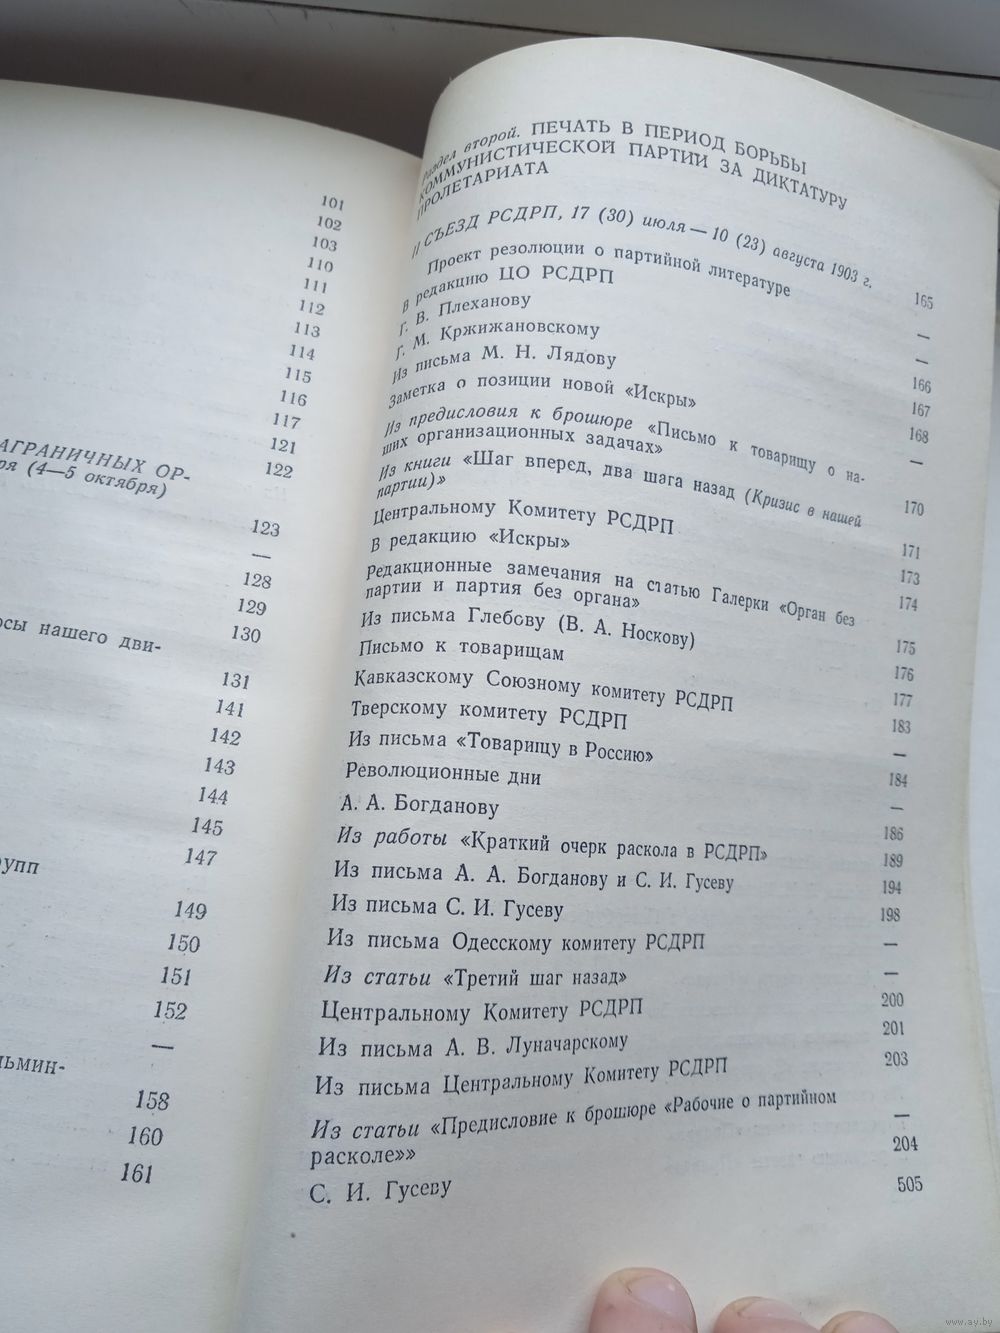 101
102
103
110
111
112
113
114
115
116
117
121
АГРАНИЧНЫХ ОР- 122
ря (4—5 октября)
123
—
128
129
130
осы нашего дви-
131
141
142
143
144
145
147
рупп
149
150
151
152
—
льмин-
158
160
161
Раздел второй. ПЕЧАТЬ В ПЕРИОД БОРЬБЫ
КОММУНИСТИЧЕСКОЙ ПАРТИИ ЗА ДИКТАТУРУ
ПРОЛЕТАРИАТА
II СЪЕЗД РСДРП, 17 (30) июля — 10 (23) августа 1903 г. 165
Проект резолюции о партийной литературе —
В редакцию ЦО РСДРП —
Г. В. Плеханову 166
Г. М. Кржижановскому 167
Из письма М. Н. Лядову 168
Заметка о позиции новой «Искры» —
Из предисловия к брошюре «Письмо к товарищу о на-
ших организационных задачах» 170
Из книги «Шаг вперед, два шага назад (Кризис в нашей
партии)» 171
Центральному Комитету РСДРП 173
В редакцию «Искры» 174
Редакционные замечания на статью Галерки «Орган без
партии и партия без органа» 175
Из письма Глебову (В. А. Носкову) 176
Письмо к товарищам 177
Кавказскому Союзному комитету РСДРП 183
Тверскому комитету РСДРП —
Из письма «Товарищу в Россию» 184
Революционные дни —
А. А. Богданову 186
Из работы «Краткий очерк раскола в РСДРП» 189
Из письма А. А. Богданову и С. И. Гусеву 194
Из письма С. И. Гусеву 198
Из письма Одесскому комитету РСДРП —
Из статьи «Третий шаг назад» —
Центральному Комитету РСДРП 200
Из письма А. В. Луначарскому 201
Из письма Центральному Комитету РСДРП 203
Из статьи «Предисловие к брошюре «Рабочие о партийном
расколе»» —
С. И. Гусеву 204
505
www.ay.by